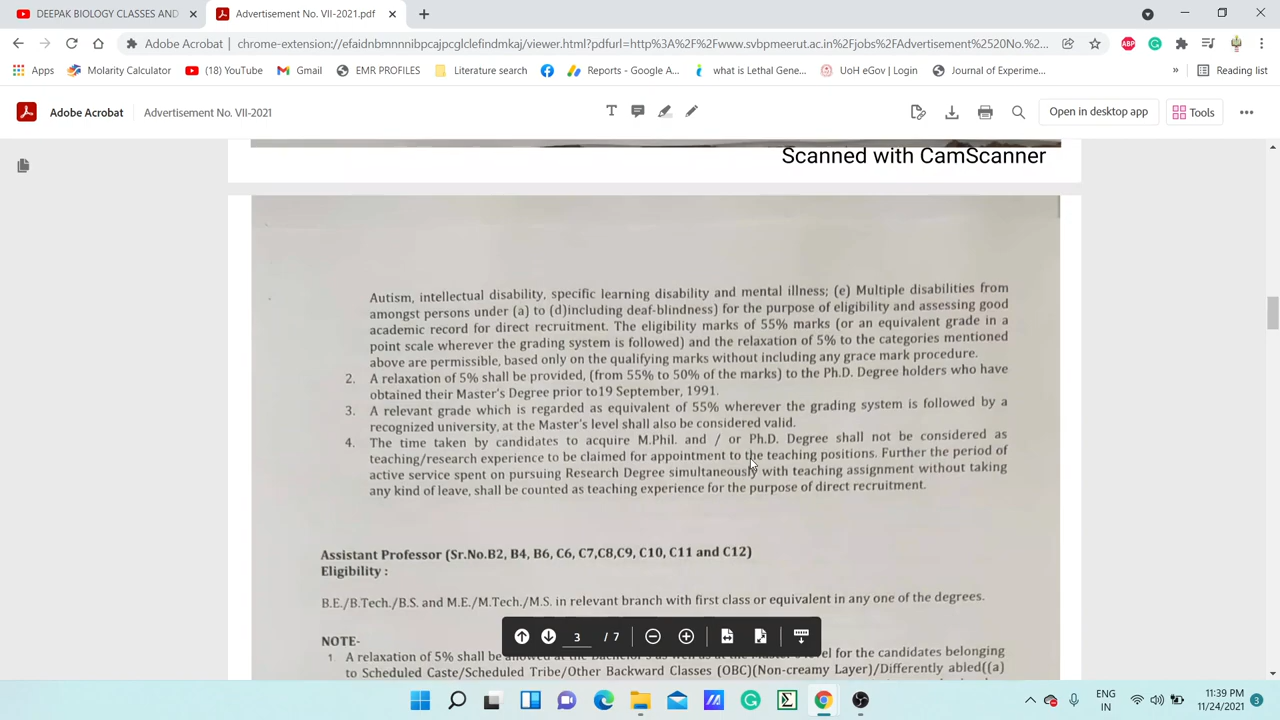 DEEPAK BIOLOGY CLASSES AND
Advertisement No. VII-2021.pdf
Adobe Acrobat
chrome-extension://efaidnbmnnnibpcajpcglclefindmkaj/viewer.html?pdfurl=http%3A%2F%2Fwww.svbpmeerut.ac.in%2Fjobs%2FAdvertisement%2520No.%...
ABP
Apps
Molarity Calculator
(18) YouTube
Gmail
EMR PROFILES
Literature search
Reports - Google A...
what is Lethal Gene...
UoH eGov | Login
Journal of Experime...
»
Reading list
Adobe Acrobat
Advertisement No. VII-2021
Open in desktop app
Tools
Scanned with CamScanner
Autism, intellectual disability, specific learning disability and mental illness; (e) Multiple disabilities from
amongst persons under (a) to (d)including deaf-blindness) for the purpose of eligibility and assessing good
academic record for direct recruitment. The eligibility marks of 55% marks (or an equivalent grade in a
point scale wherever the grading system is followed) and the relaxation of 5% to the categories mentioned
above are permissible, based only on the qualifying marks without including any grace mark procedure.
2. A relaxation of 5% shall be provided, (from 55% to 50% of the marks) to the Ph.D. Degree holders who have
obtained their Master's Degree prior to19 September, 1991.
3. A relevant grade which is regarded as equivalent of 55% wherever the grading system is followed by a
recognized university, at the Master's level shall also be considered valid.
4. The time taken by candidates to acquire M.Phil. and / or Ph.D. Degree shall not be considered as
teaching/research experience to be claimed for appointment to the teaching positions. Further the period of
active service spent on pursuing Research Degree simultaneously with teaching assignment without taking
any kind of leave, shall be counted as teaching experience for the purpose of direct recruitment.
Assistant Professor (Sr.No.B2, B4, B6, C6, C7,C8,C9, C10, C11 and C12)
Eligibility :
B.E./B.Tech./B.S. and M.E./M.Tech./M.S. in relevant branch with first class or equivalent in any one of the degrees.
NOTE-
1 A relaxation of 5% shall be allowed at the Bachelor's as well as at the Master's level for the candidates belonging
to Scheduled Caste/Scheduled Tribe/Other Backward Classes (OBC)(Non-creamy Layer)/Differently abled((a)
3 / 7
ENG
IN
11:39 PM
11/24/2021
3